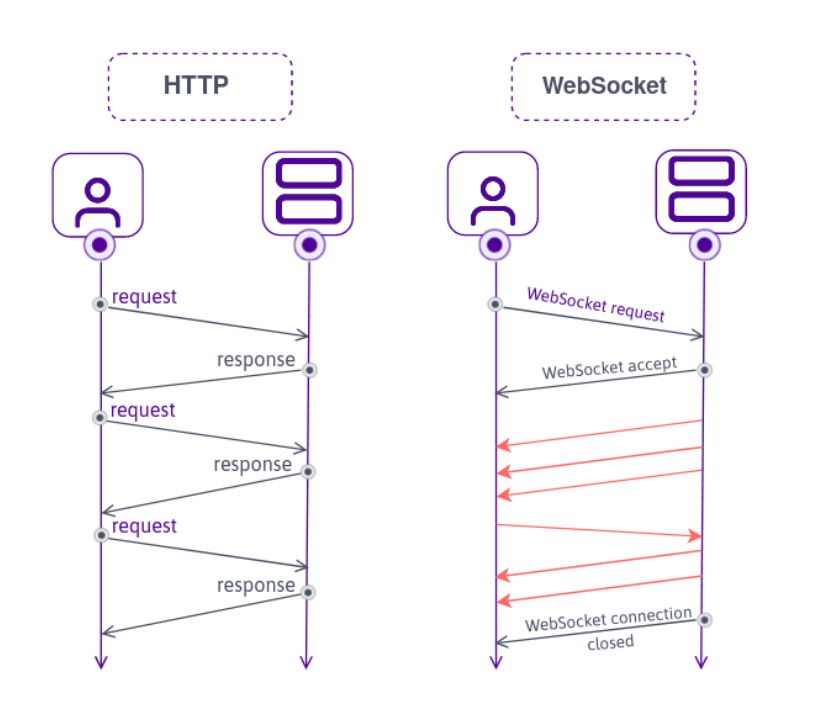 HTTP
request
response
request
response
request
response
WebSocket
WebSocket request
WebSocket accept
WebSocket connection
closed